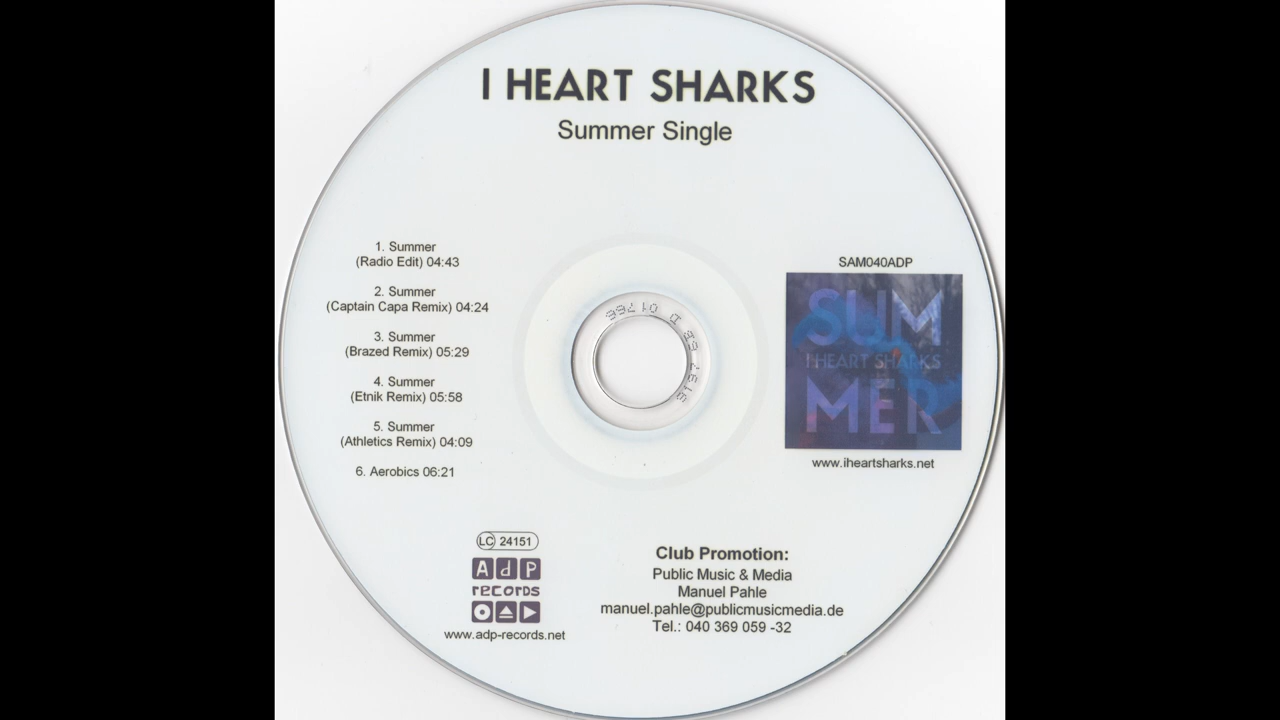 I HEART SHARKS
Summer Single
1. Summer
(Radio Edit) 04:43
2. Summer
(Captain Capa Remix) 04:24
3. Summer
(Brazed Remix) 05:29
4. Summer
(Etnik Remix) 05:58
5. Summer
(Athletics Remix) 04:09
6. Aerobics 06:21
SAM040ADP
SUM
I HEART SHARKS
MER
www.iheartsharks.net
LC 24151
AdP
records
www.adp-records.net
Club Promotion:
Public Music & Media
Manuel Pahle
manuel.pahle@publicmusicmedia.de
Tel.: 040 369 059 -32